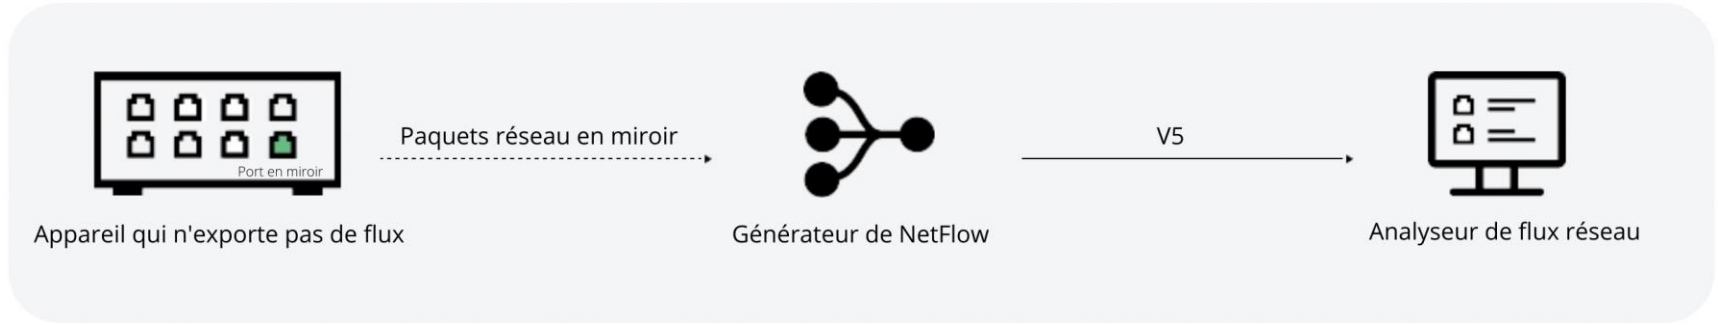 Paquets réseau en miroir
V5
Port en miroir
Appareil qui n'exporte pas de flux
Générateur de NetFlow
Analyseur de flux réseau